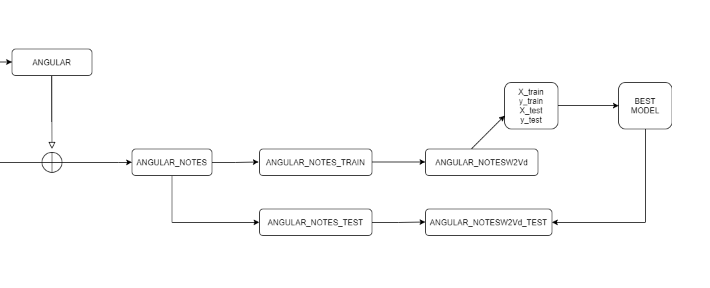 ANGULAR
X_train
y_train
X_test
y_test
BEST
MODEL
ANGULAR_NOTES
ANGULAR_NOTES_TRAIN
ANGULAR_NOTESW2Vd
ANGULAR_NOTES_TEST
ANGULAR_NOTESW2Vd_TEST